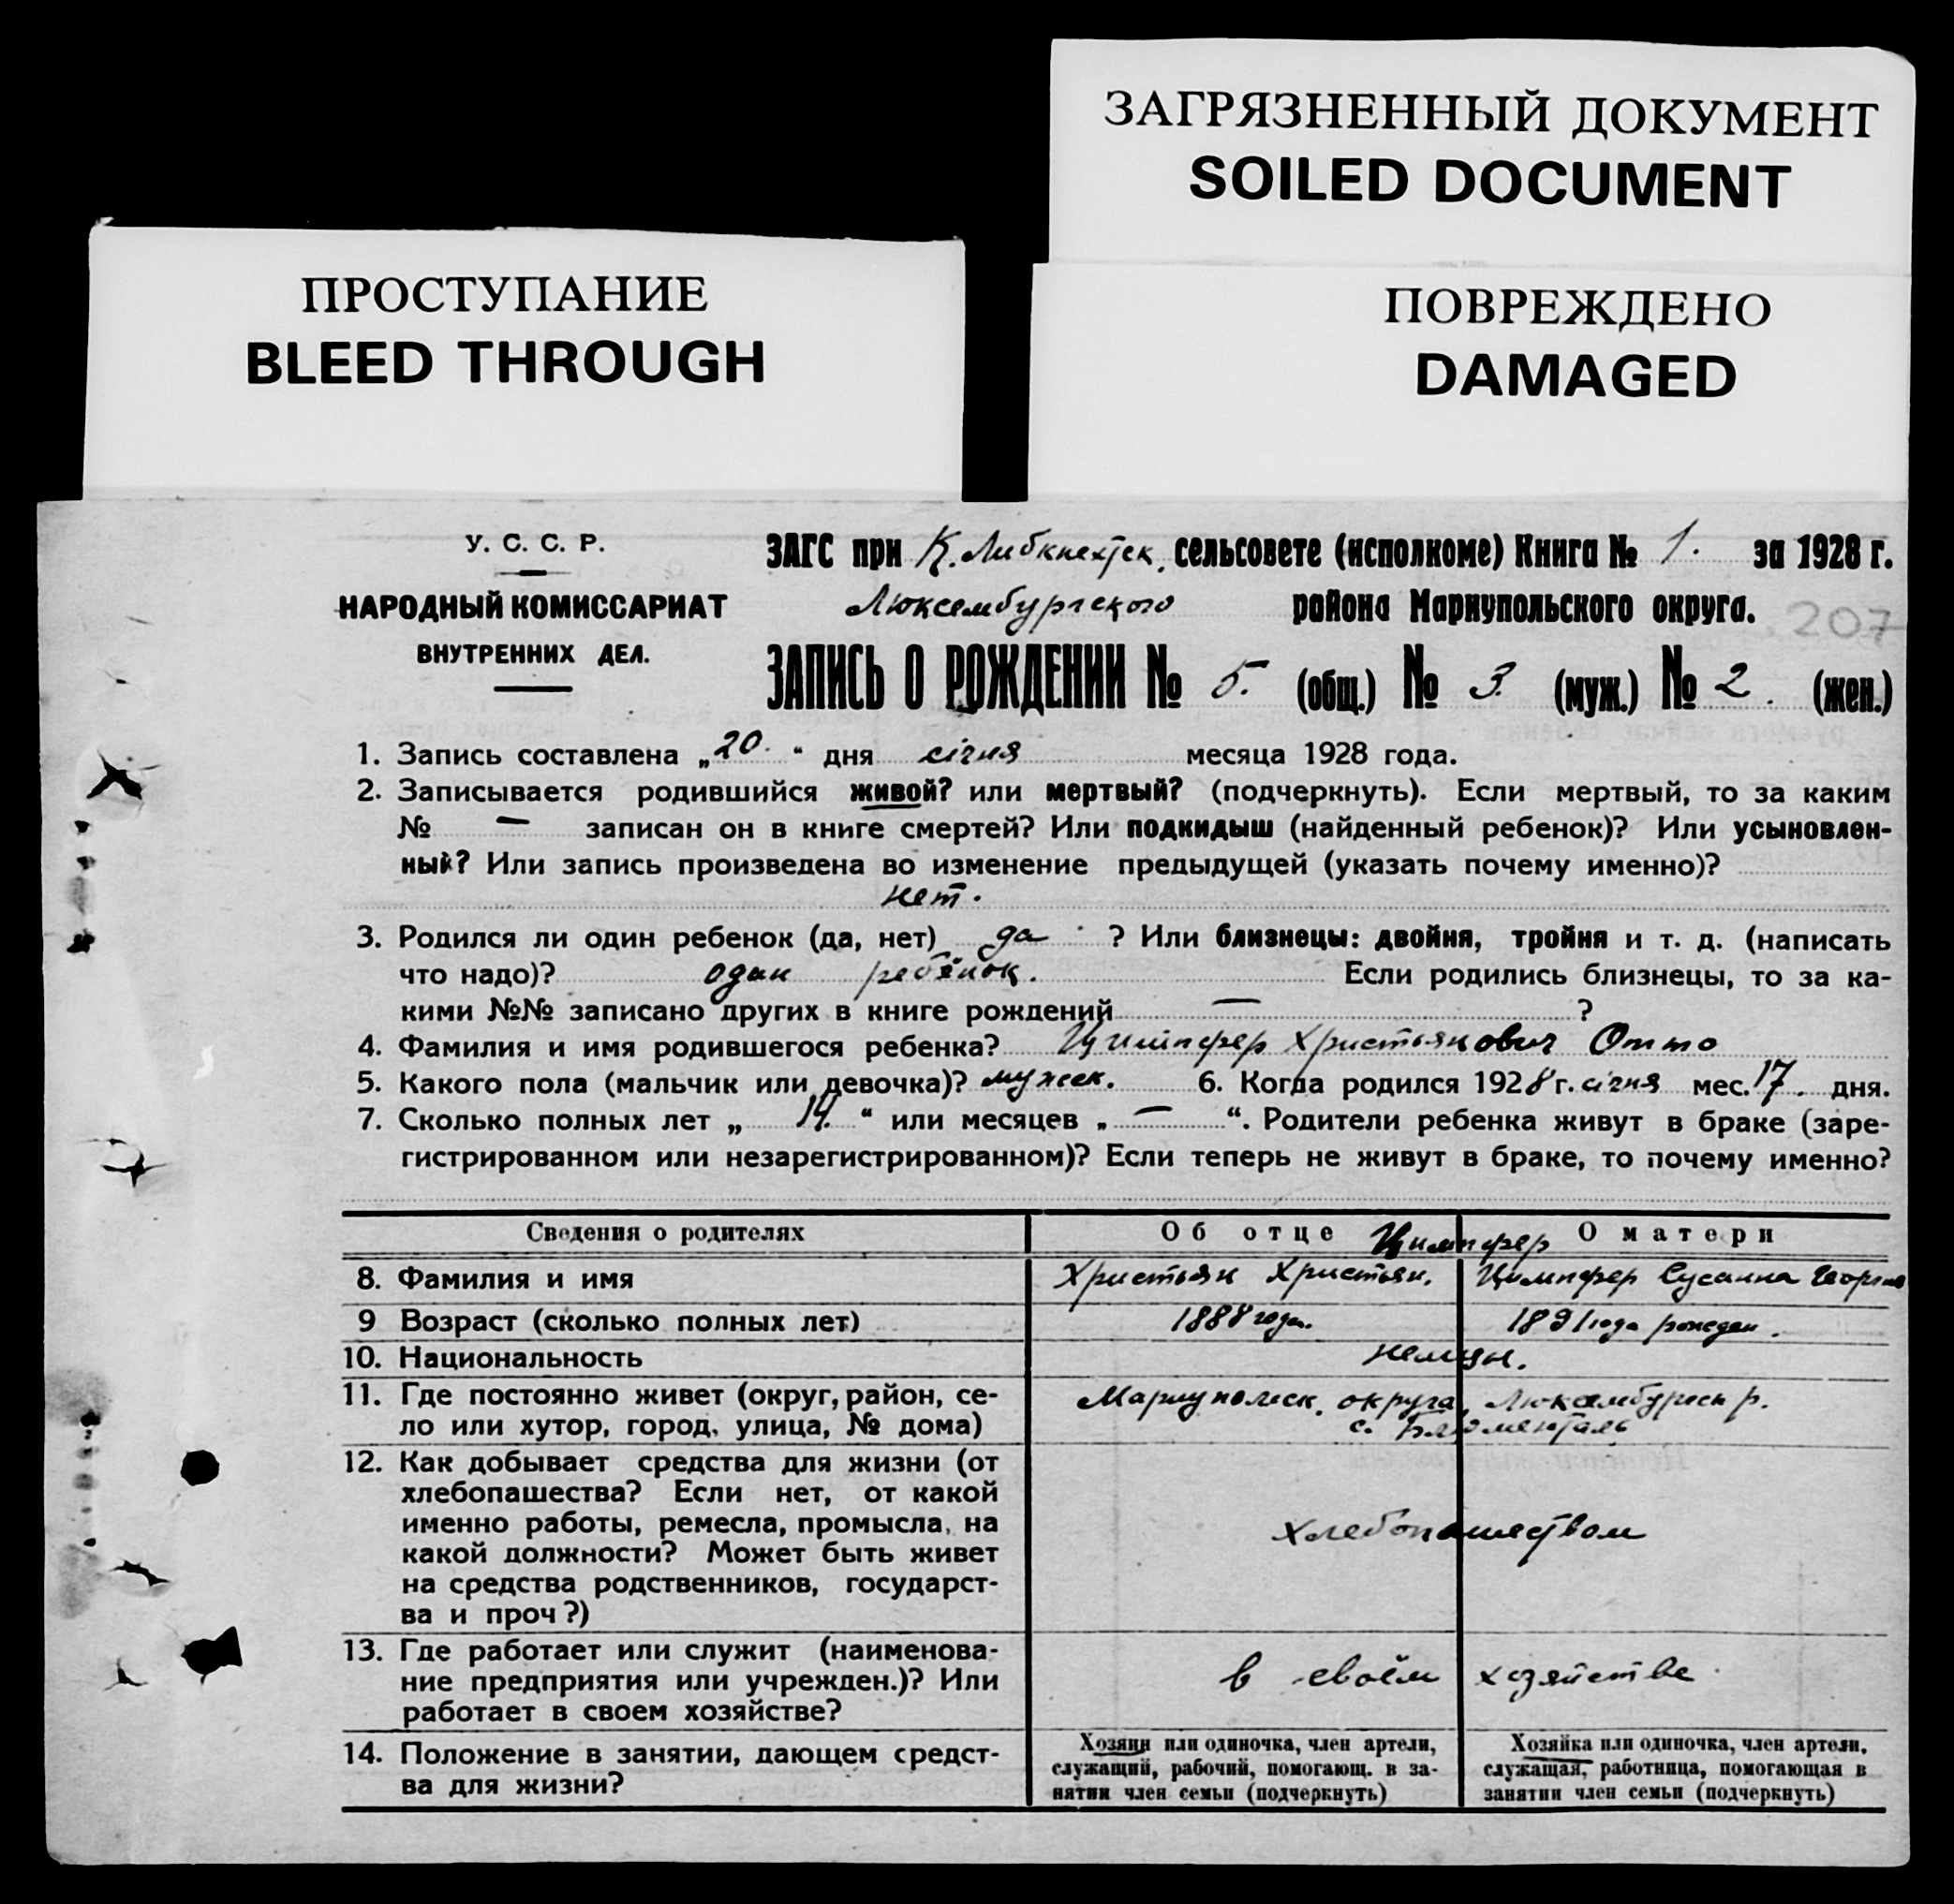 ЗАГРЯЗНЕННЫЙ ДОКУМЕНТ
SOILED DOCUMENT
ПРОСТУПАНИЕ
BLEED THROUGH
ПОВРЕЖДЕНО
DAMAGED
У. С. С. Р.
НАРОДНЫЙ КОМИССАРИАТ
ВНУТРЕННИХ ДЕЛ.
ЗАГС при К. Либкнехтск. сельсовете (исполкоме) Книга № 1. за 1928 г.
Люксембургского района Мариупольского округа.
207
ЗАПИСЬ О РОЖДЕНИИ № 5. (общ.) № 3. (муж.) № 2. (жен.)
1. Запись составлена „20." дня січня месяца 1928 года.
2. Записывается родившийся живой? или мертвый? (подчеркнуть). Если мертвый, то за каким
№ — записан он в книге смертей? Или подкидыш (найденный ребенок)? Или усыновлен-
ный? Или запись произведена во изменение предыдущей (указать почему именно)?
нет.
3. Родился ли один ребенок (да, нет) да ? Или близнецы: двойня, тройня и т. д. (написать
что надо)? один ребёнок. Если родились близнецы, то за ка-
кими №№ записано других в книге рождений — ?
4. Фамилия и имя родившегося ребенка? Цимпфер Христьянович Отто
5. Какого пола (мальчик или девочка)? мужск. 6. Когда родился 1928 г. січня мес. 17. дня.
7. Сколько полных лет „ 14. " или месяцев „ — ". Родители ребенка живут в браке (заре-
гистрированном или незарегистрированном)? Если теперь не живут в браке, то почему именно?
Сведения о родителях Об отце О матери
Цимпфер
8. Фамилия и имя Христьян Христьян. Цимпфер Сусанна
9 Возраст (сколько полных лет) 1888 года. 1891 года рожден.
10. Национальность немцы.
11. Где постоянно живет (округ, район, се-
ло или хутор, город, улица, № дома)
Мариупольск. округа, Люксембургск р.
с. Блюменталь
12. Как добывает средства для жизни (от
хлебопашества? Если нет, от какой
именно работы, ремесла, промысла, на
какой должности? Может быть живет
на средства родственников, государст-
ва и проч?)
хлебопашеством
13. Где работает или служит (наименова-
ние предприятия или учрежден.)? Или
работает в своем хозяйстве?
в своём хозяйстве
14. Положение в занятии, дающем средст-
ва для жизни?
Хозяин или одиночка, член артели,
служащий, рабочий, помогающ. в за-
нятии член семьи (подчеркнуть)
Хозяйка или одиночка, член артели,
служащая, работница, помогающая в
занятии член семьи (подчеркнуть)